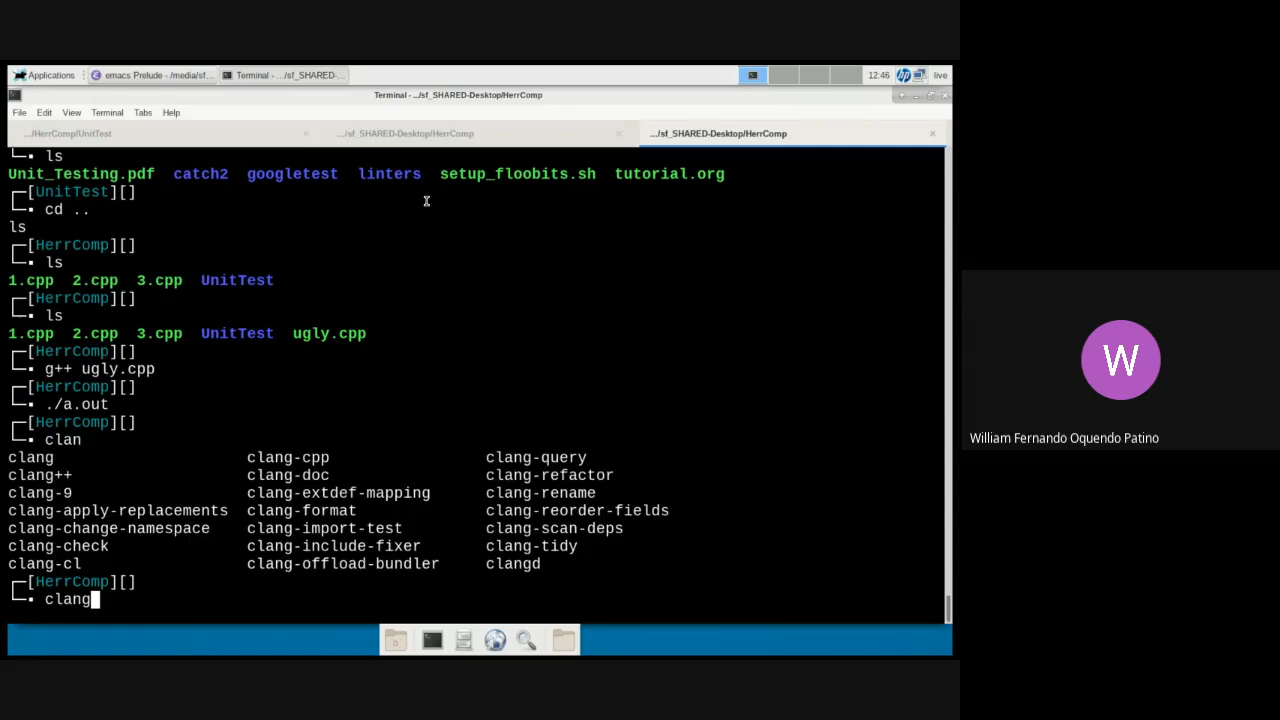 Applications emacs Prelude - /media/sf... Terminal - .../sf_SHARED-... 12:46 live
Terminal - .../sf_SHARED-Desktop/HerrComp
File Edit View Terminal Tabs Help
.../HerrComp/UnitTest .../sf_SHARED-Desktop/HerrComp .../sf_SHARED-Desktop/HerrComp
ls
Unit_Testing.pdf catch2 googletest linters setup_floobits.sh tutorial.org
[UnitTest][]
cd ..
ls
[HerrComp][]
ls
1.cpp 2.cpp 3.cpp UnitTest
[HerrComp][]
ls
1.cpp 2.cpp 3.cpp UnitTest ugly.cpp
[HerrComp][]
g++ ugly.cpp
[HerrComp][]
./a.out
[HerrComp][]
clan
clang clang-cpp clang-query
clang++ clang-doc clang-refactor
clang-9 clang-extdef-mapping clang-rename
clang-apply-replacements clang-format clang-reorder-fields
clang-change-namespace clang-import-test clang-scan-deps
clang-check clang-include-fixer clang-tidy
clang-cl clang-offload-bundler clangd
[HerrComp][]
clang
W
William Fernando Oquendo Patino